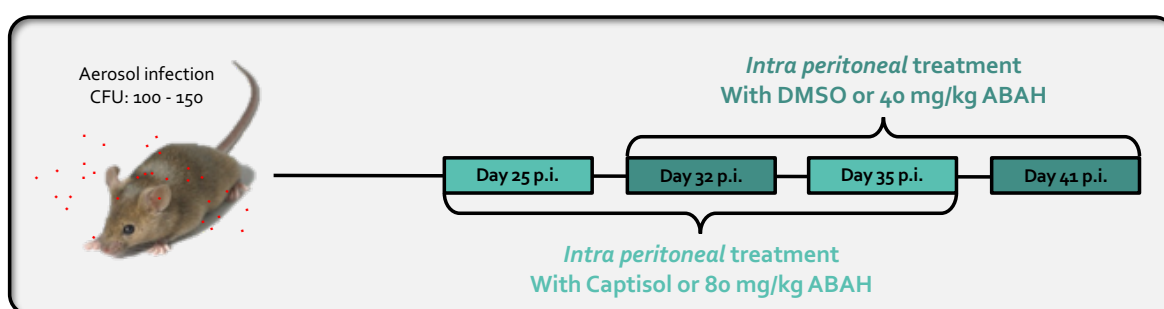 Aerosol infection
CFU: 100 - 150
Intra peritoneal treatment
With DMSO or 40 mg/kg ABAH
Day 25 p.i.
Day 32 p.i.
Day 35 p.i.
Day 41 p.i.
Intra peritoneal treatment
With Captisol or 80 mg/kg ABAH